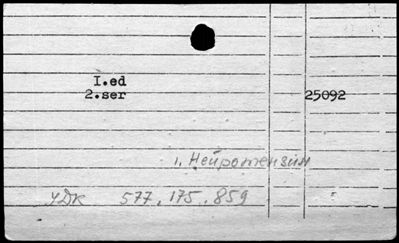 I.ed
2.ser 25092
1. Нейротензин
УДК 577.175.859